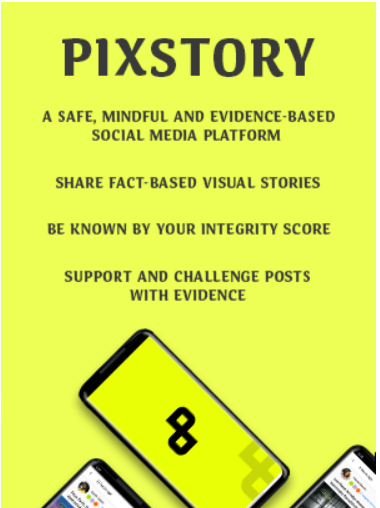 PIXSTORY
A SAFE, MINDFUL AND EVIDENCE-BASED
SOCIAL MEDIA PLATFORM
SHARE FACT-BASED VISUAL STORIES
BE KNOWN BY YOUR INTEGRITY SCORE
SUPPORT AND CHALLENGE POSTS
WITH EVIDENCE